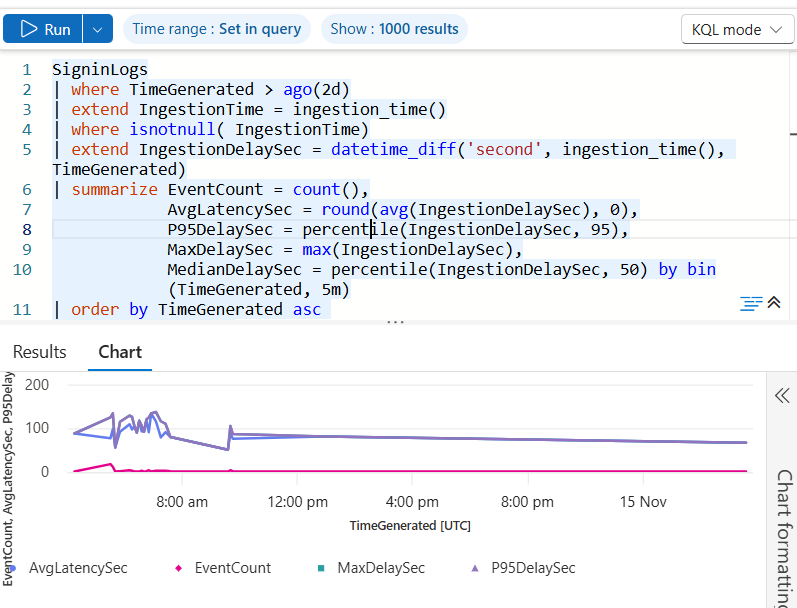 Run
Time range : Set in query
Show : 1000 results
KQL mode
1 SigninLogs
2 | where TimeGenerated > ago(2d)
3 | extend IngestionTime = ingestion_time()
4 | where isnotnull( IngestionTime)
5 | extend IngestionDelaySec = datetime_diff('second', ingestion_time(),
TimeGenerated)
6 | summarize EventCount = count(),
7 AvgLatencySec = round(avg(IngestionDelaySec), 0),
8 P95DelaySec = percentile(IngestionDelaySec, 95),
9 MaxDelaySec = max(IngestionDelaySec),
10 MedianDelaySec = percentile(IngestionDelaySec, 50) by bin
(TimeGenerated, 5m)
11 | order by TimeGenerated asc
...
Results Chart
EventCount, AvgLatencySec, P95Delay
200
100
0
8:00 am 12:00 pm 4:00 pm 8:00 pm 15 Nov
TimeGenerated [UTC]
AvgLatencySec EventCount MaxDelaySec P95DelaySec
Chart formatting